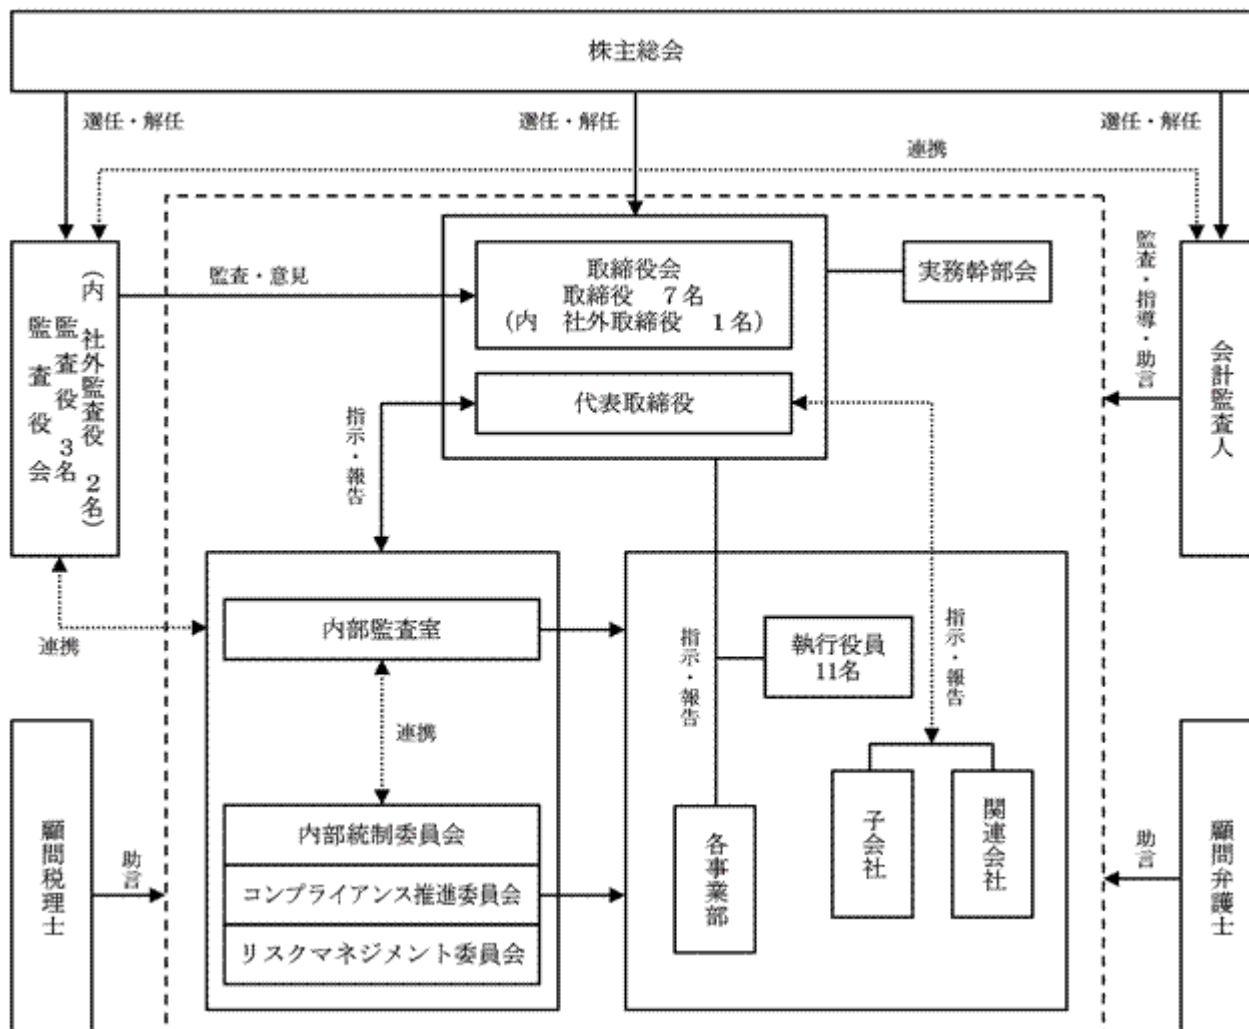 株主総会
選任・解任
選任・解任
選任・解任
連携
監査役会
監査役 3名
(内 社外監査役 2名)
監査・意見
取締役会
取締役 7名
(内 社外取締役 1名)
実務幹部会
代表取締役
監査・指導・助言
会計監査人
指示・報告
連携
内部監査室
連携
内部統制委員会
コンプライアンス推進委員会
リスクマネジメント委員会
指示・報告
執行役員
11名
指示・報告
各事業部
子会社
関連会社
顧問税理士
助言
助言
顧問弁護士